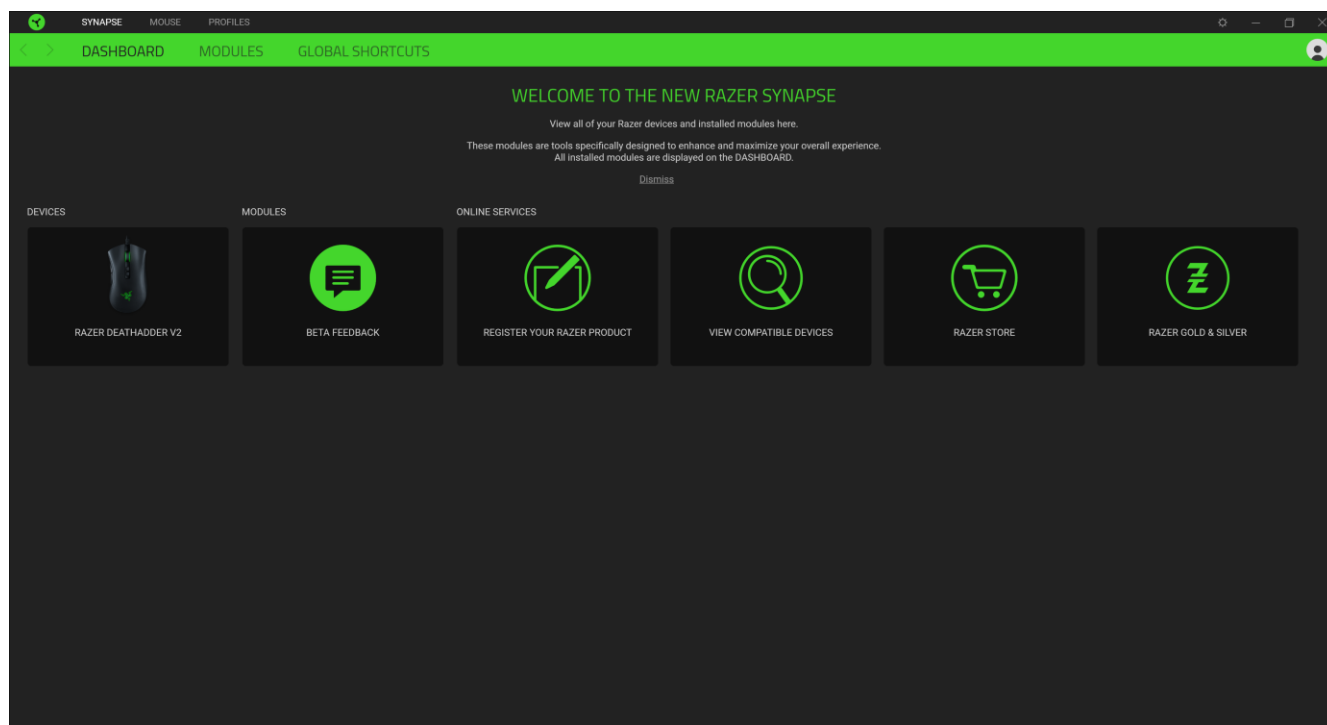 SYNAPSE MOUSE PROFILES
DASHBOARD MODULES GLOBAL SHORTCUTS
WELCOME TO THE NEW RAZER SYNAPSE
View all of your Razer devices and installed modules here.
These modules are tools specifically designed to enhance and maximize your overall experience.
All installed modules are displayed on the DASHBOARD.
Dismiss
DEVICES MODULES ONLINE SERVICES
RAZER DEATHADDER V2 BETA FEEDBACK REGISTER YOUR RAZER PRODUCT VIEW COMPATIBLE DEVICES RAZER STORE RAZER GOLD & SILVER